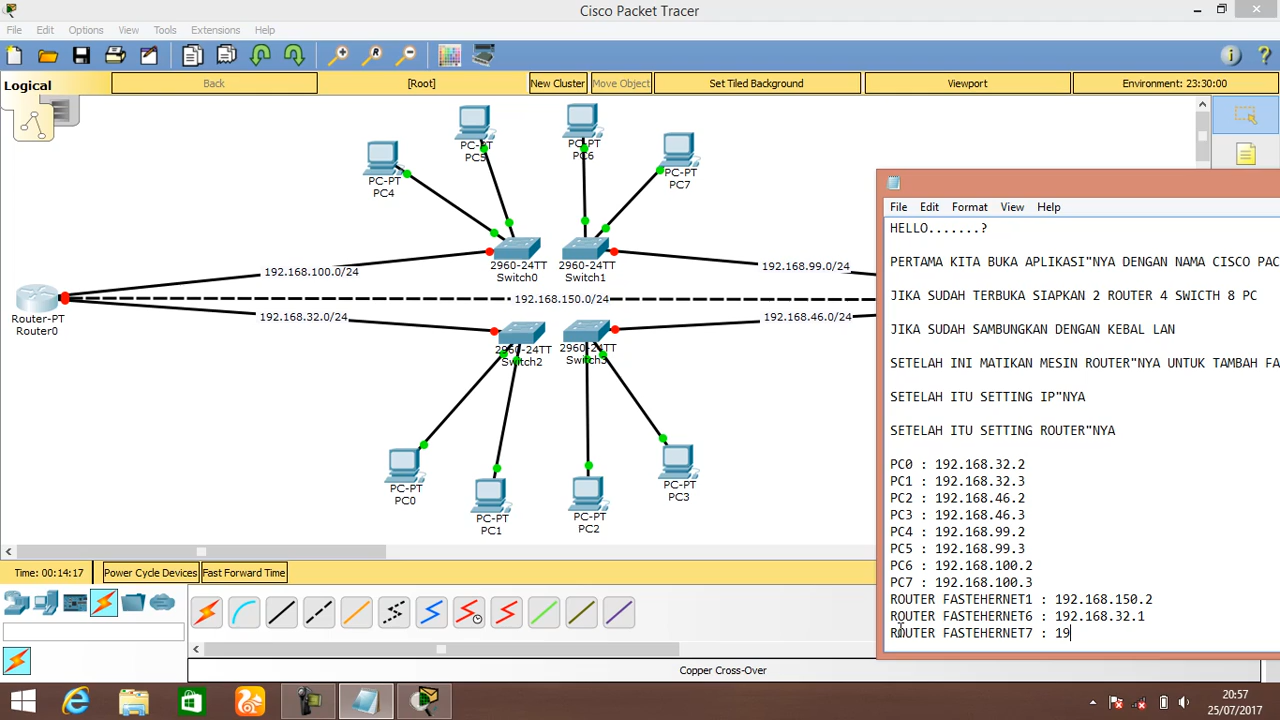 Cisco Packet Tracer
File Edit Options View Tools Extensions Help
Logical
Back
[Root]
New Cluster
Move Object
Set Tiled Background
Viewport
Environment: 23:30:00
PC-PT
PC4
PC-PT
PC5
PC-PT
PC6
PC-PT
PC7
192.168.100.0/24
2960-24TT
Switch0
2960-24TT
Switch1
192.168.99.0/24
Router-PT
Router0
192.168.150.0/24
192.168.32.0/24
192.168.46.0/24
2960-24TT
Switch2
2960-24TT
Switch3
PC-PT
PC0
PC-PT
PC1
PC-PT
PC2
PC-PT
PC3
File Edit Format View Help
HELLO.......?
PERTAMA KITA BUKA APLIKASI"NYA DENGAN NAMA CISCO PAC
JIKA SUDAH TERBUKA SIAPKAN 2 ROUTER 4 SWICTH 8 PC
JIKA SUDAH SAMBUNGKAN DENGAN KEBAL LAN
SETELAH INI MATIKAN MESIN ROUTER"NYA UNTUK TAMBAH FA
SETELAH ITU SETTING IP"NYA
SETELAH ITU SETTING ROUTER"NYA
PC0 : 192.168.32.2
PC1 : 192.168.32.3
PC2 : 192.168.46.2
PC3 : 192.168.46.3
PC4 : 192.168.99.2
PC5 : 192.168.99.3
PC6 : 192.168.100.2
PC7 : 192.168.100.3
ROUTER FASTEHERNET1 : 192.168.150.2
ROUTER FASTEHERNET6 : 192.168.32.1
ROUTER FASTEHERNET7 : 19
Time: 00:14:17
Power Cycle Devices
Fast Forward Time
Copper Cross-Over
20:57
25/07/2017